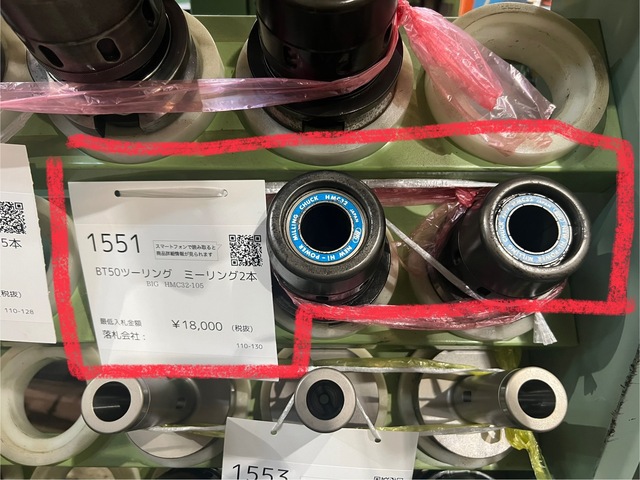 1551
スマートフォンで読み取ると
商品詳細情報が見られます
BT50ツーリング ミーリング2本
BIG HMC32-105
最低入札金額 ¥18,000 (税抜)
落札会社:
110-130
MILLING CHUCK HMC32 JAPAN
NEW Hi-POWER
5本
(税抜)
110-128
1553